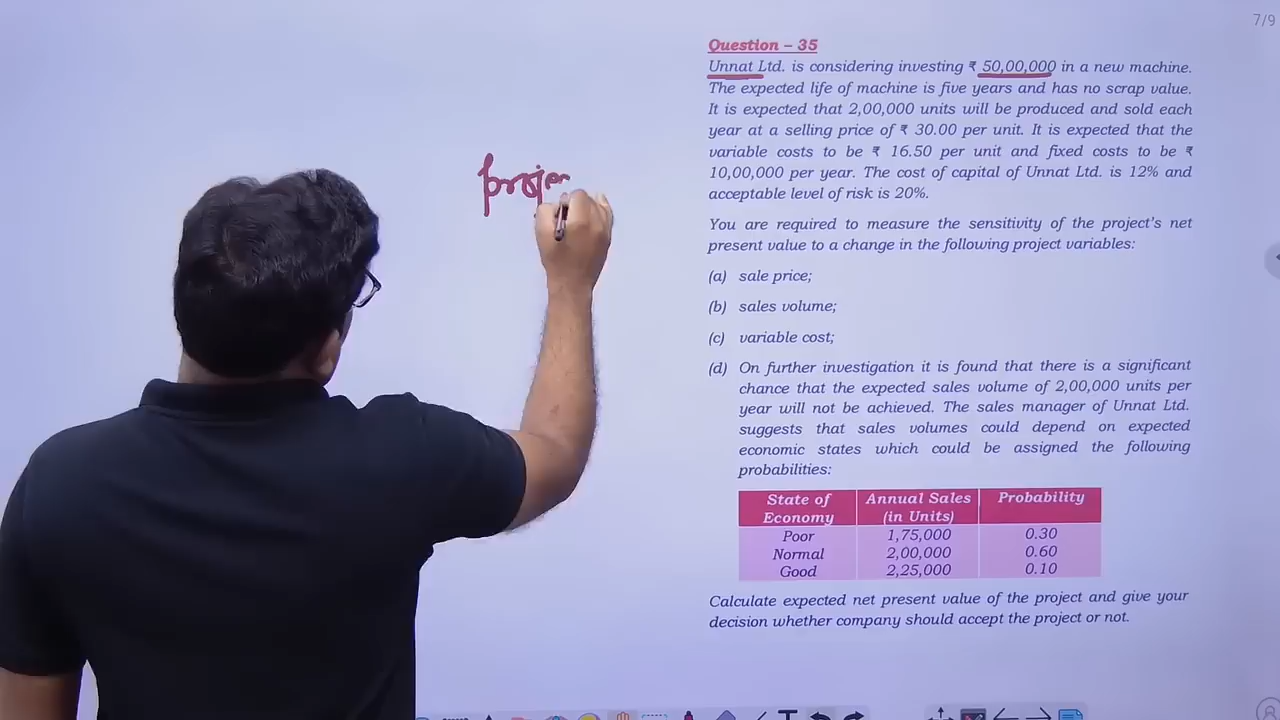 7/9
Question – 35
Unnat Ltd. is considering investing ₹ 50,00,000 in a new machine.
The expected life of machine is five years and has no scrap value.
It is expected that 2,00,000 units will be produced and sold each
year at a selling price of ₹ 30.00 per unit. It is expected that the
variable costs to be ₹ 16.50 per unit and fixed costs to be ₹
10,00,000 per year. The cost of capital of Unnat Ltd. is 12% and
acceptable level of risk is 20%.
projec
You are required to measure the sensitivity of the project's net
present value to a change in the following project variables:
(a) sale price;
(b) sales volume;
(c) variable cost;
(d) On further investigation it is found that there is a significant
chance that the expected sales volume of 2,00,000 units per
year will not be achieved. The sales manager of Unnat Ltd.
suggests that sales volumes could depend on expected
economic states which could be assigned the following
probabilities:
State of Economy Annual Sales (in Units) Probability
Poor 1,75,000 0.30
Normal 2,00,000 0.60
Good 2,25,000 0.10
Calculate expected net present value of the project and give your
decision whether company should accept the project or not.